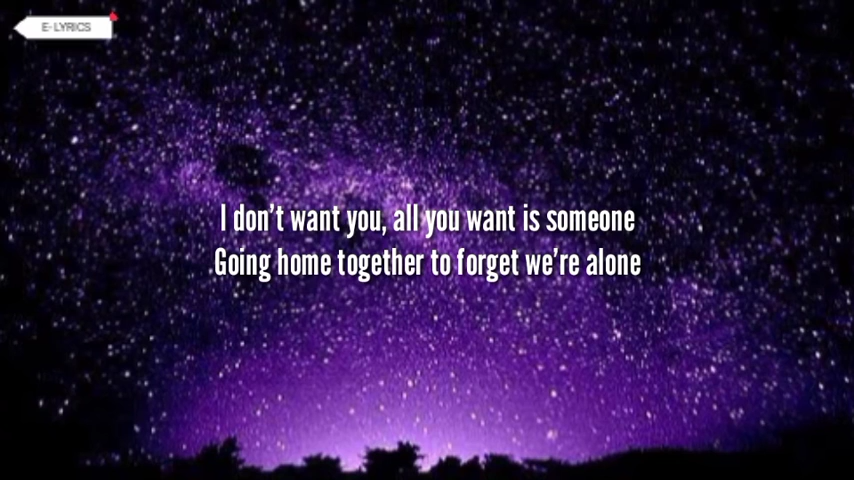 E-LYRICS
I don't want you, all you want is someone
Going home together to forget we're alone